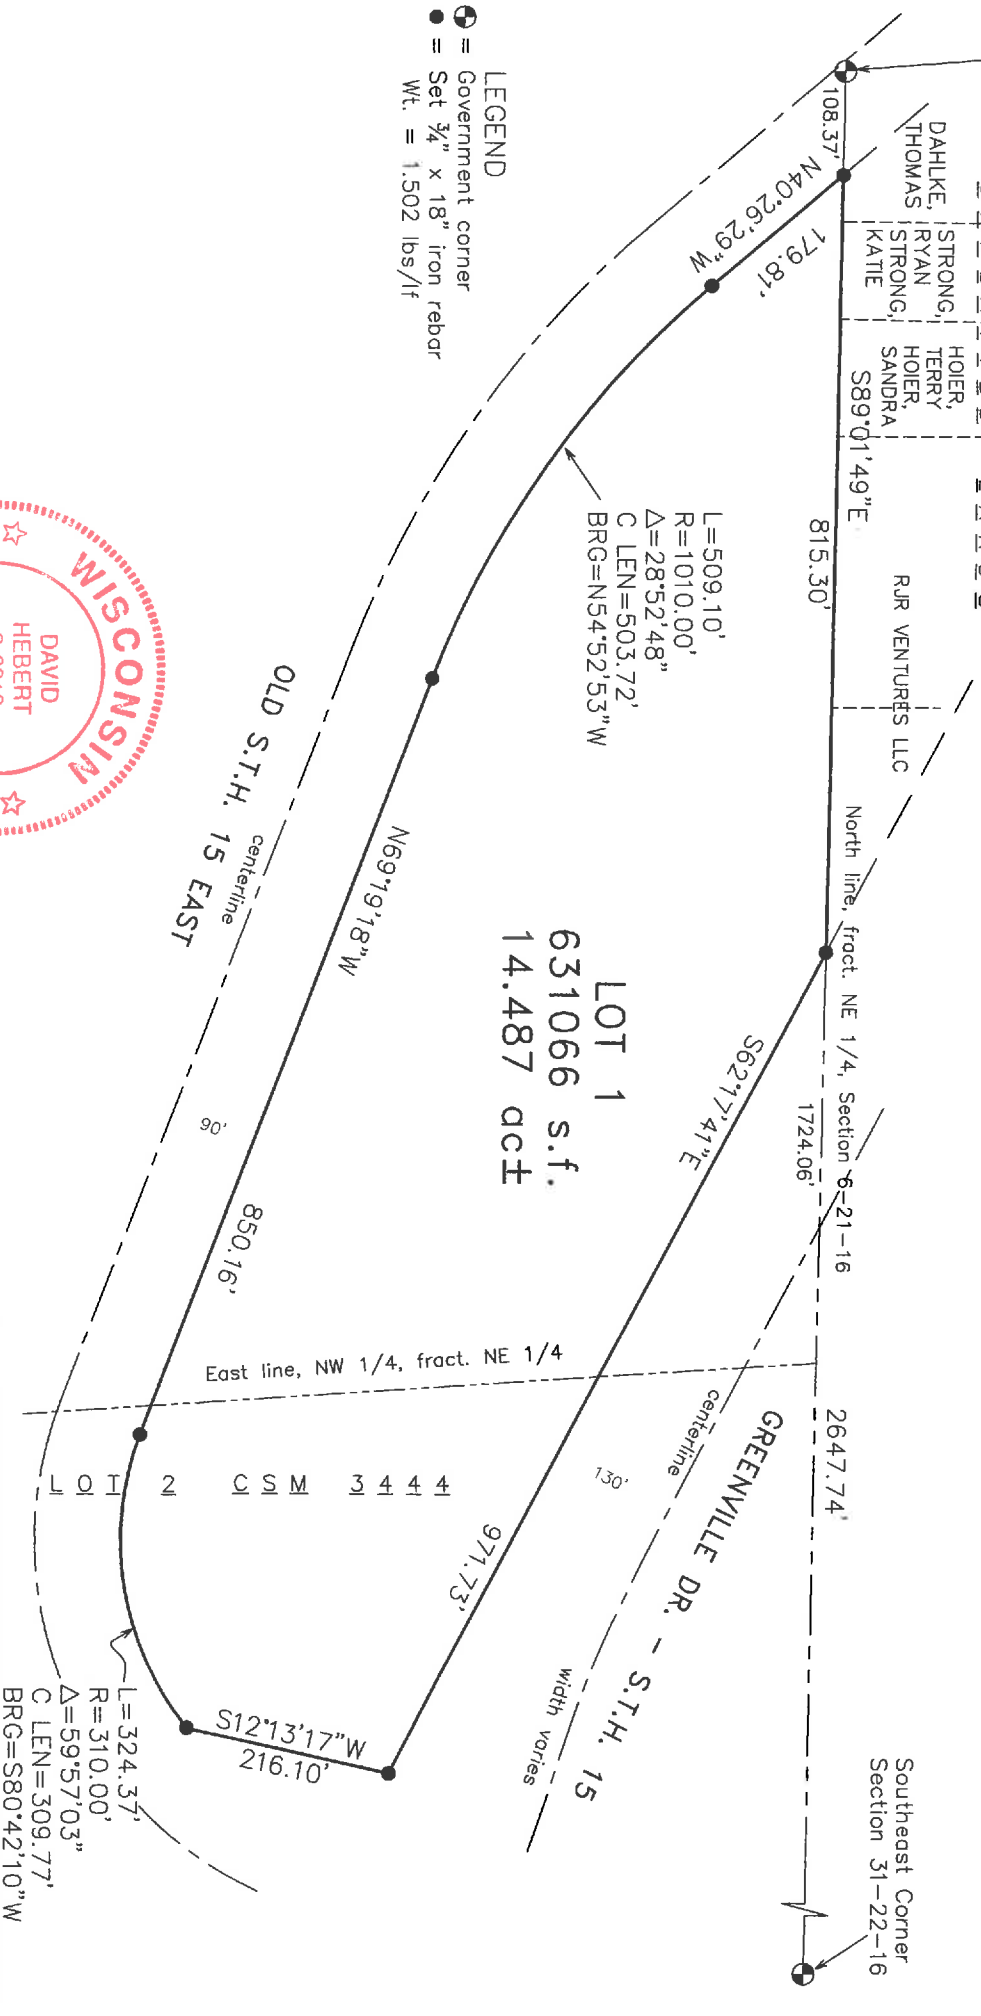 LEGEND
= Government corner
= Set ¾" x 18" iron rebar
Wt. = 1.502 lbs/lf
108.37'
DAHLKE,
THOMAS
STRONG,
RYAN
STRONG,
KATIE
HOIER,
TERRY
HOIER,
SANDRA
RJR VENTURES LLC
N40°26'29"W
179.81'
S89°01'49"E
815.30'
North line, fract. NE 1/4, Section 6-21-16
1724.06'
2647.74'
Southeast Corner
Section 31-22-16
L=509.10'
R=1010.00'
Δ=28°52'48"
C LEN=503.72'
BRG=N54°52'53"W
LOT 1
631066 s.f.
14.487 ac±
S62°17'41"E
971.73'
N69°19'18"W
850.16'
OLD S.T.H. 15 EAST
centerline
90'
East line, NW 1/4, fract. NE 1/4
LOT 2 CSM 3444
GREENVILLE DR. - S.T.H. 15
centerline
130'
width varies
S12°13'17"W
216.10'
L=324.37'
R=310.00'
Δ=59°57'03"
C LEN=309.77'
BRG=S80°42'10"W
WISCONSIN
DAVID
HEBERT